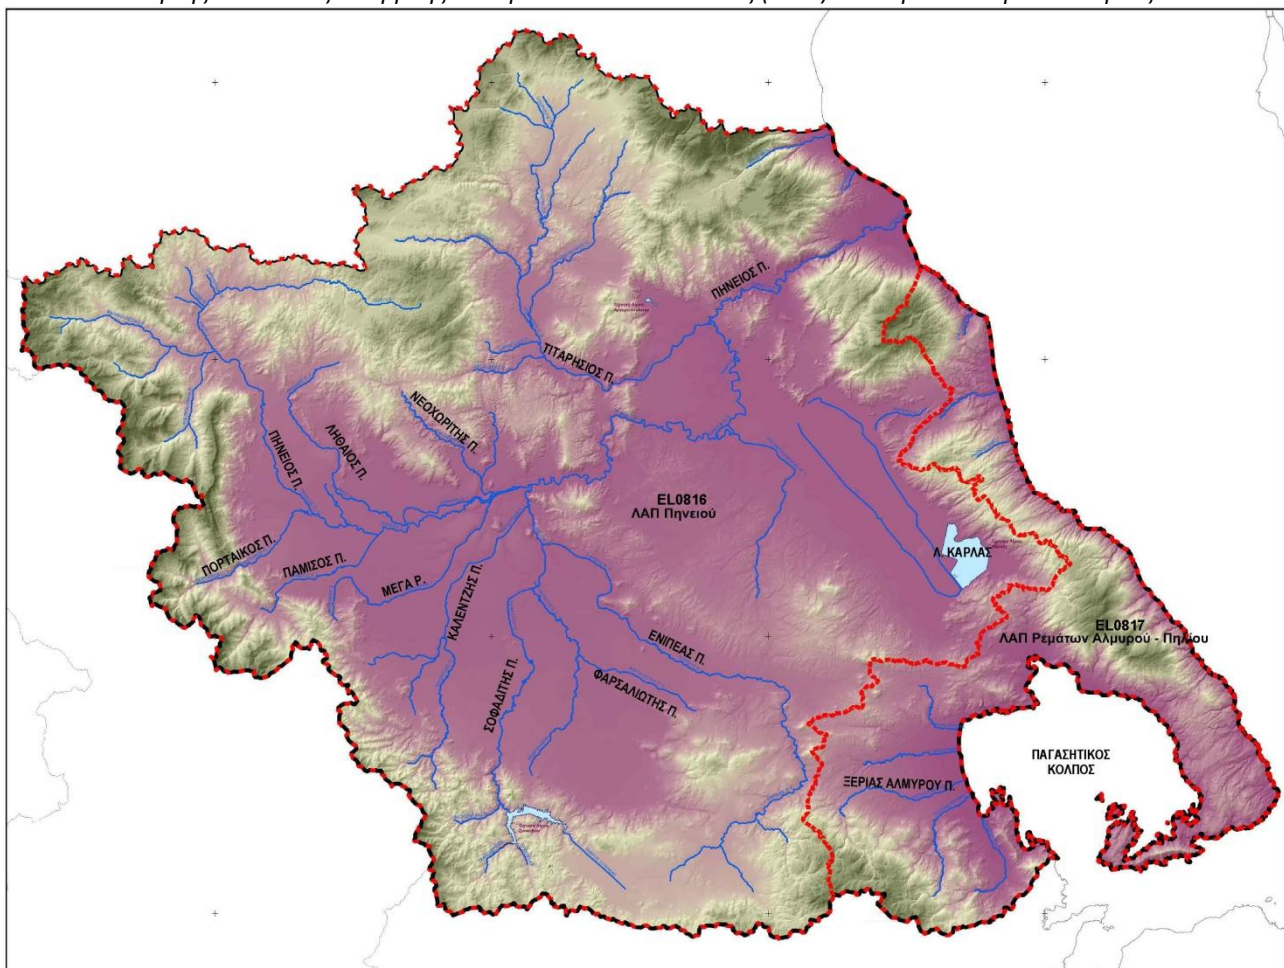 ΠΗΝΕΙΟΣ Π.
ΤΙΤΑΡΗΣΙΟΣ Π.
ΝΕΟΧΩΡΙΤΗΣ Π.
ΛΗΘΑΙΟΣ Π.
ΠΗΝΕΙΟΣ Π.
EL0816
ΛΑΠ Πηνειού
ΠΟΡΤΑΙΚΟΣ Π.
ΠΑΜΙΣΟΣ Π.
ΜΕΓΑ Ρ.
ΚΑΛΕΝΤΖΗΣ Π.
Λ. ΚΑΡΛΑΣ
EL0817
ΛΑΠ Ρεμάτων Αλμυρού - Πηλίου
ΕΝΙΠΕΑΣ Π.
ΣΟΦΑΔΙΤΗΣ Π.
ΦΑΡΣΑΛΙΩΤΗΣ Π.
ΠΑΓΑΣΗΤΙΚΟΣ
ΚΟΛΠΟΣ
ΞΕΡΙΑΣ ΑΛΜΥΡΟΥ Π.